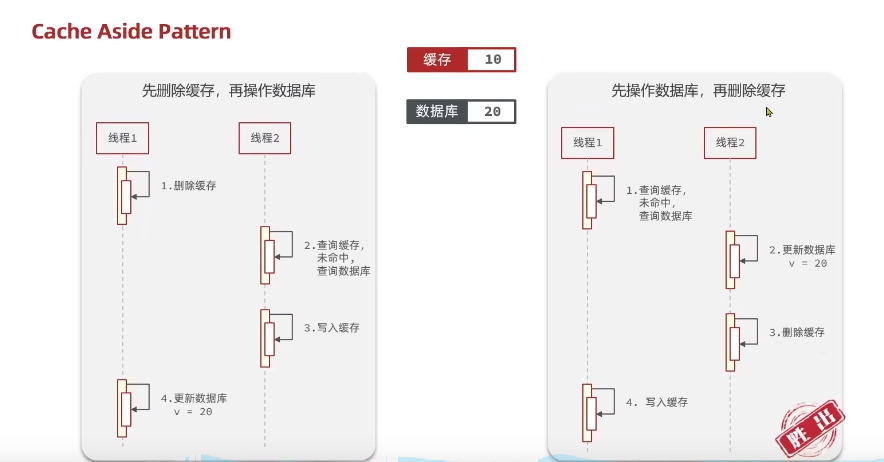 Cache Aside Pattern
缓存 10
数据库 20
先删除缓存，再操作数据库
线程1 线程2
1.删除缓存
2.查询缓存，
未命中，
查询数据库
3.写入缓存
4.更新数据库
v = 20
先操作数据库，再删除缓存
线程1 线程2
1.查询缓存，
未命中，
查询数据库
2.更新数据库
v = 20
3.删除缓存
4. 写入缓存
胜出